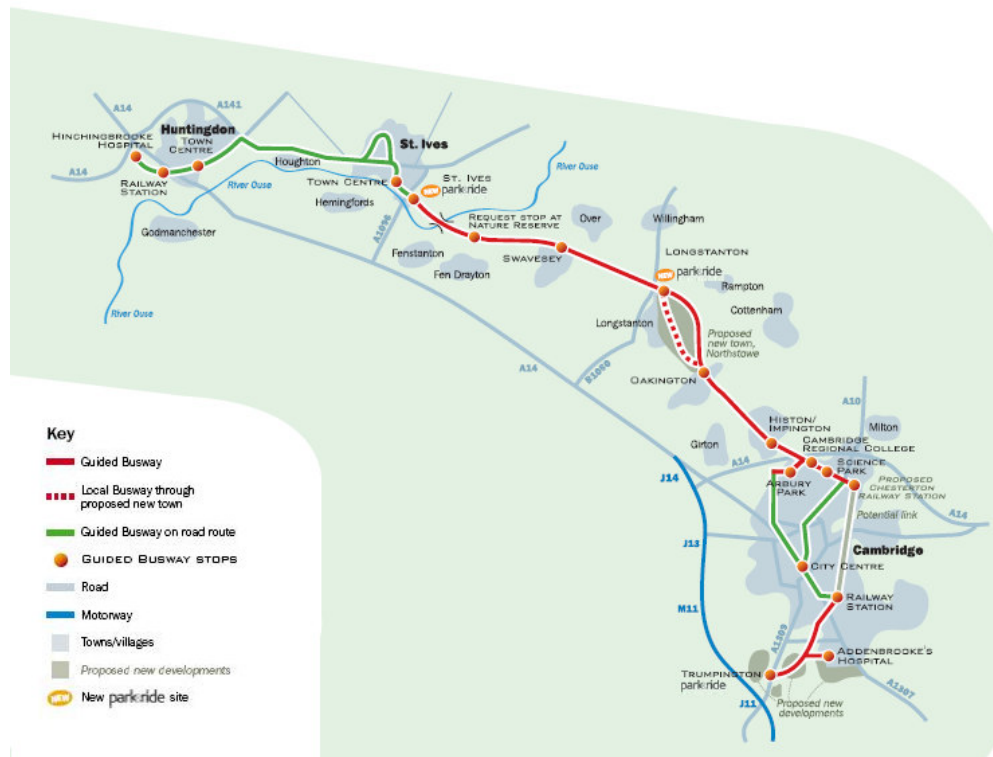 A14
A141
HINCHINGBROOKE
HOSPITAL
Huntingdon
TOWN
CENTRE
A14
RAILWAY
STATION
Houghton
River Ouse
St. Ives
TOWN CENTRE
ST. IVES
NEW park&ride
River Ouse
Hemingfords
Godmanchester
A1096
REQUEST STOP AT
NATURE RESERVE
Over
Willingham
Fenstanton
Fen Drayton
SWAVESEY
LONGSTANTON
NEW park&ride
Rampton
Cottenham
River Ouse
Longstanton
Proposed
new town,
Northstowe
A14
B1050
OAKINGTON
A10
HISTON/
IMPINGTON
Milton
Girton
CAMBRIDGE
REGIONAL COLLEGE
SCIENCE
PARK
A14
J14
ARBURY
PARK
PROPOSED
CHESTERTON
RAILWAY STATION
Potential link
A14
J13
Cambridge
CITY CENTRE
RAILWAY
STATION
M11
A1309
ADDENBROOKE'S
HOSPITAL
TRUMPINGTON
park&ride
J11
Proposed new
developments
A1307
Key
Guided Busway
Local Busway through
proposed new town
Guided Busway on road route
GUIDED BUSWAY STOPS
Road
Motorway
Towns/villages
Proposed new developments
NEW New park&ride site